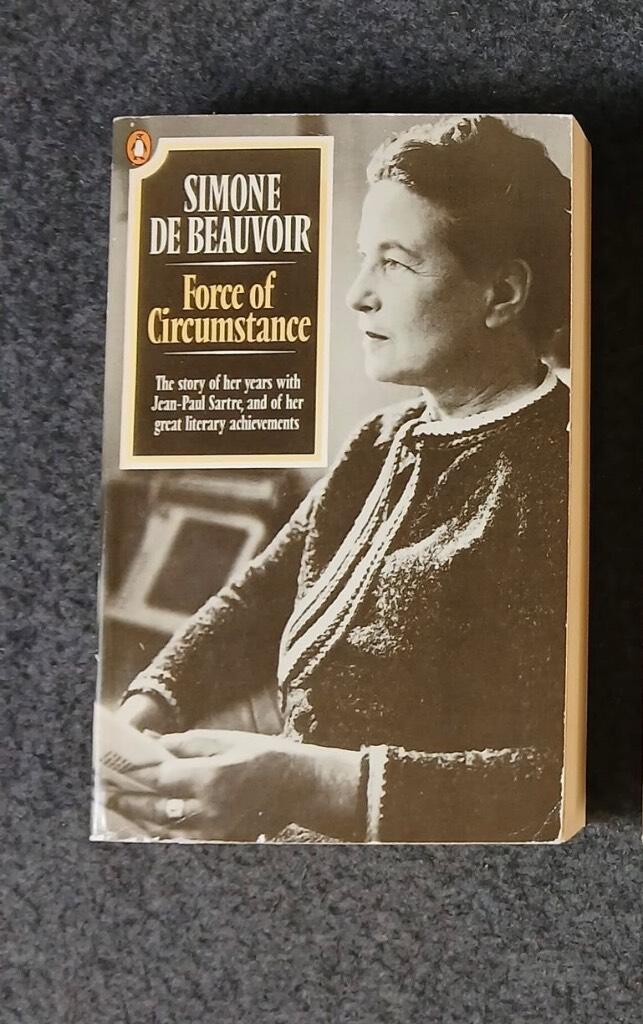 SIMONE
DE BEAUVOIR
Force of
Circumstance
The story of her years with
Jean-Paul Sartre, and of her
great literary achievements